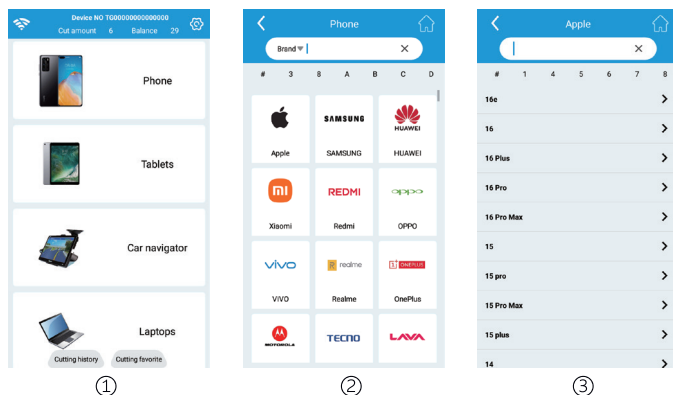 Device NO TG00000000000000
Cut amount 6 Balance 29
Phone
Tablets
Car navigator
Laptops
Cutting history Cutting favorite
①
Phone
Brand
# 3 8 A B C D
SAMSUNG
HUAWEI
Apple SAMSUNG HUAWEI
mi REDMI oppo
Xiaomi Redmi OPPO
vivo realme ONEPLUS
VIVO Realme OnePlus
MOTOROLA TECNO LAVA
②
Apple
# 1 4 5 6 7 8
16e
16
16 Plus
16 Pro
16 Pro Max
15
15 pro
15 Pro Max
15 plus
14
③